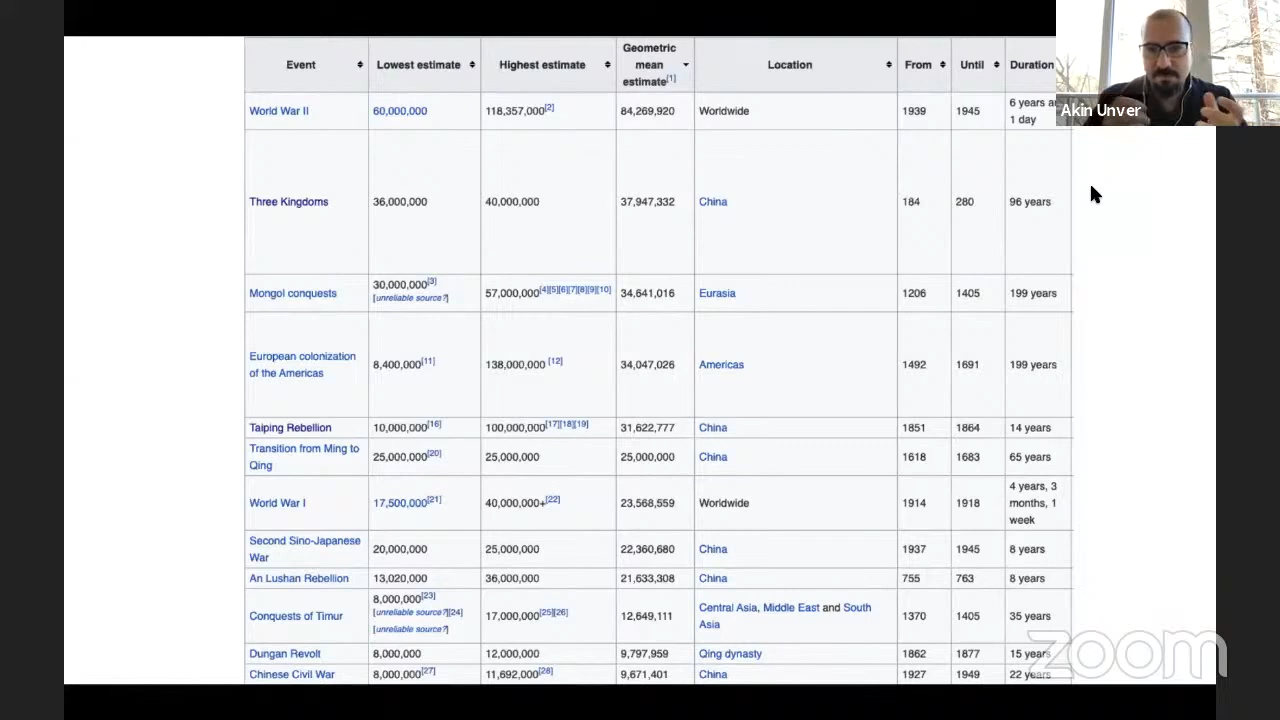 Event Lowest estimate Highest estimate Geometric mean estimate[1] Location From Until Duration
World War II 60,000,000 118,357,000[2] 84,269,920 Worldwide 1939 1945 6 years 1 day
Akin Unver
Three Kingdoms 36,000,000 40,000,000 37,947,332 China 184 280 96 years
Mongol conquests 30,000,000[3] [unreliable source?] 57,000,000[4][5][6][7][8][9][10] 34,641,016 Eurasia 1206 1405 199 years
European colonization of the Americas 8,400,000[11] 138,000,000 [12] 34,047,026 Americas 1492 1691 199 years
Taiping Rebellion 10,000,000[16] 100,000,000[17][18][19] 31,622,777 China 1851 1864 14 years
Transition from Ming to Qing 25,000,000[20] 25,000,000 25,000,000 China 1618 1683 65 years
World War I 17,500,000[21] 40,000,000+[22] 23,568,559 Worldwide 1914 1918 4 years, 3 months, 1 week
Second Sino-Japanese War 20,000,000 25,000,000 22,360,680 China 1937 1945 8 years
An Lushan Rebellion 13,020,000 36,000,000 21,633,308 China 755 763 8 years
Conquests of Timur 8,000,000[23] [unreliable source?][24] [unreliable source?] 17,000,000[25][26] 12,649,111 Central Asia, Middle East and South Asia 1370 1405 35 years
Dungan Revolt 8,000,000 12,000,000 9,797,959 Qing dynasty 1862 1877 15 years
Chinese Civil War 8,000,000[27] 11,692,000[28] 9,671,401 China 1927 1949 22 years
zoom